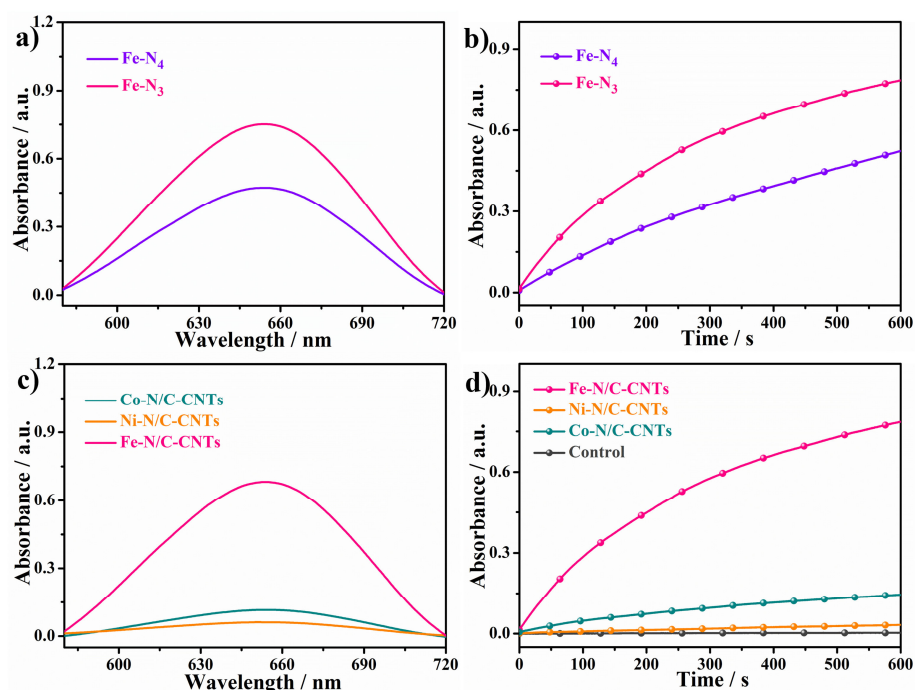 a)
Fe-N4
Fe-N3
Absorbance / a.u.
1.2
0.9
0.6
0.3
0.0
600 630 660 690 720
Wavelength / nm
b)
Fe-N4
Fe-N3
Absorbance / a.u.
0.9
0.6
0.3
0.0
0 100 200 300 400 500 600
Time / s
c)
Co-N/C-CNTs
Ni-N/C-CNTs
Fe-N/C-CNTs
Absorbance / a.u.
1.2
0.9
0.6
0.3
0.0
600 630 660 690 720
Wavelength / nm
d)
Fe-N/C-CNTs
Ni-N/C-CNTs
Co-N/C-CNTs
Control
Absorbance / a.u.
0.9
0.6
0.3
0.0
0 100 200 300 400 500 600
Time / s